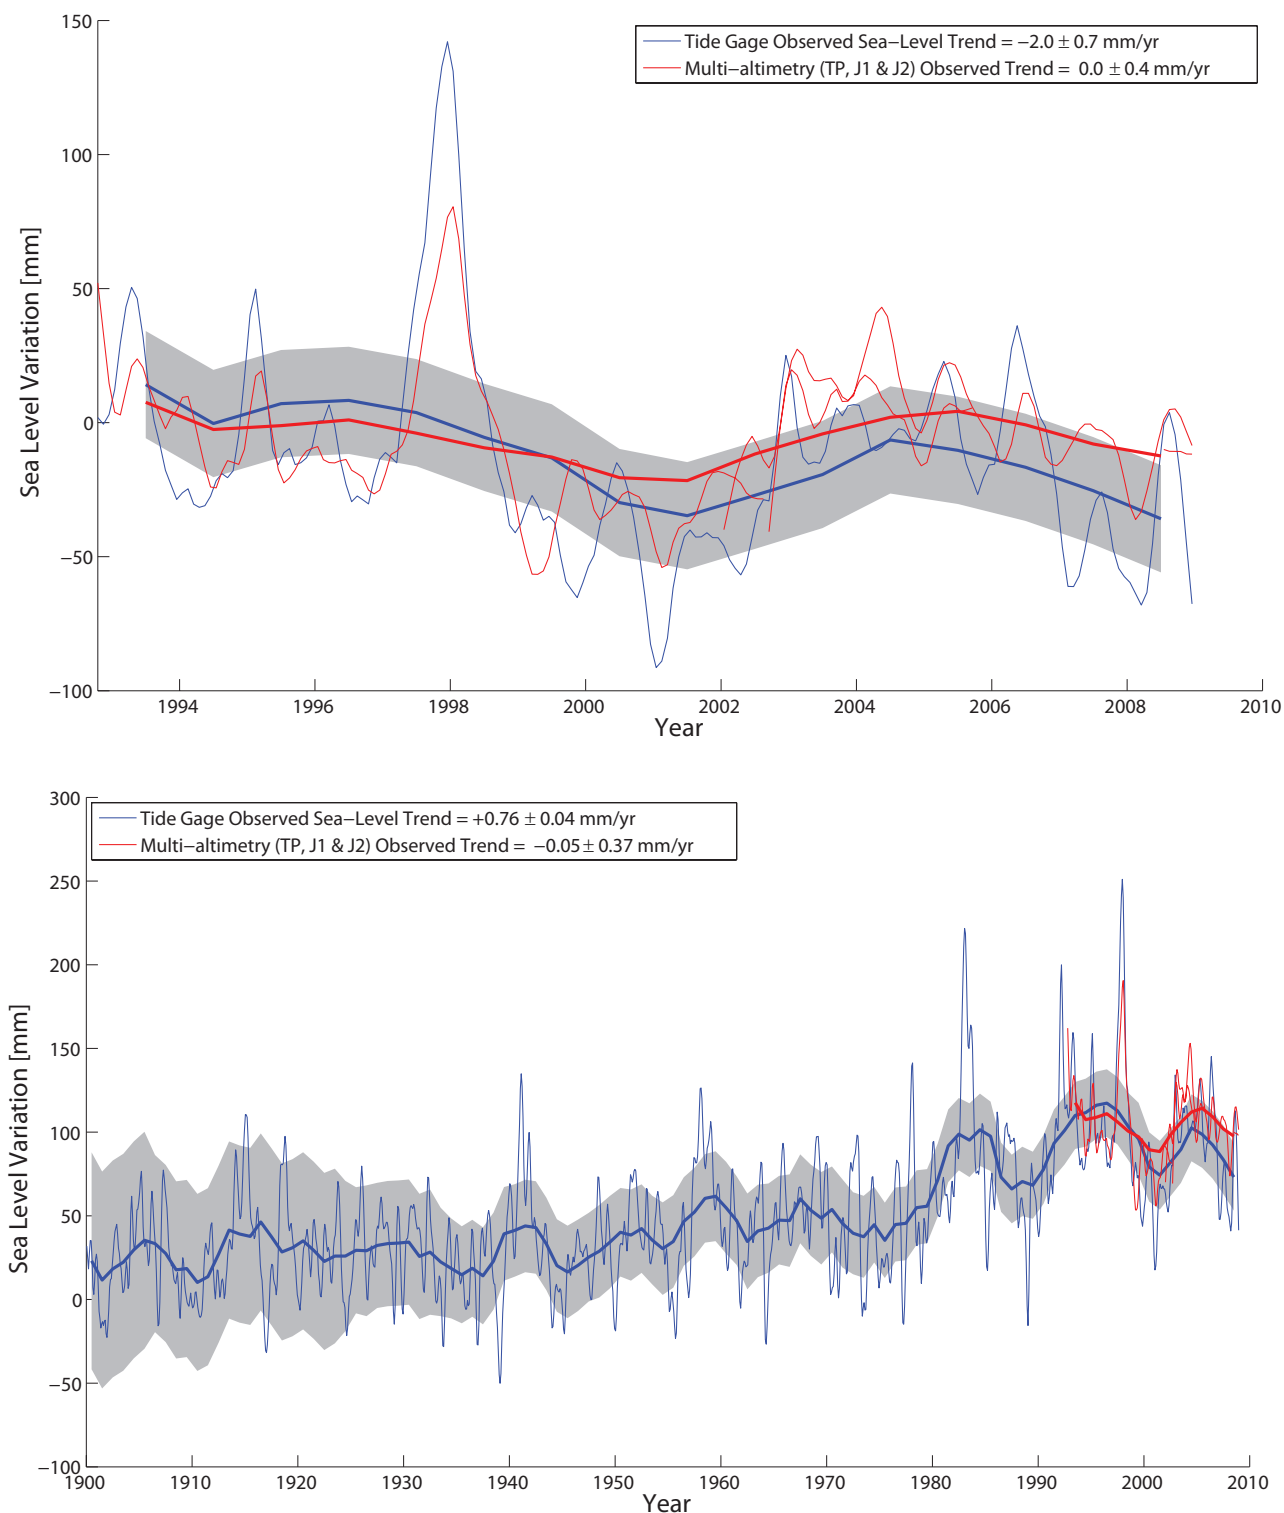 150
100
50
0
−50
−100
Sea Level Variation [mm]
Tide Gage Observed Sea−Level Trend = −2.0 ± 0.7 mm/yr
Multi−altimetry (TP, J1 & J2) Observed Trend = 0.0 ± 0.4 mm/yr
1994 1996 1998 2000 2002 2004 2006 2008 2010
Year
300
250
200
150
100
50
0
−50
−100
Sea Level Variation [mm]
Tide Gage Observed Sea−Level Trend = +0.76 ± 0.04 mm/yr
Multi−altimetry (TP, J1 & J2) Observed Trend = −0.05 ± 0.37 mm/yr
1900 1910 1920 1930 1940 1950 1960 1970 1980 1990 2000 2010
Year